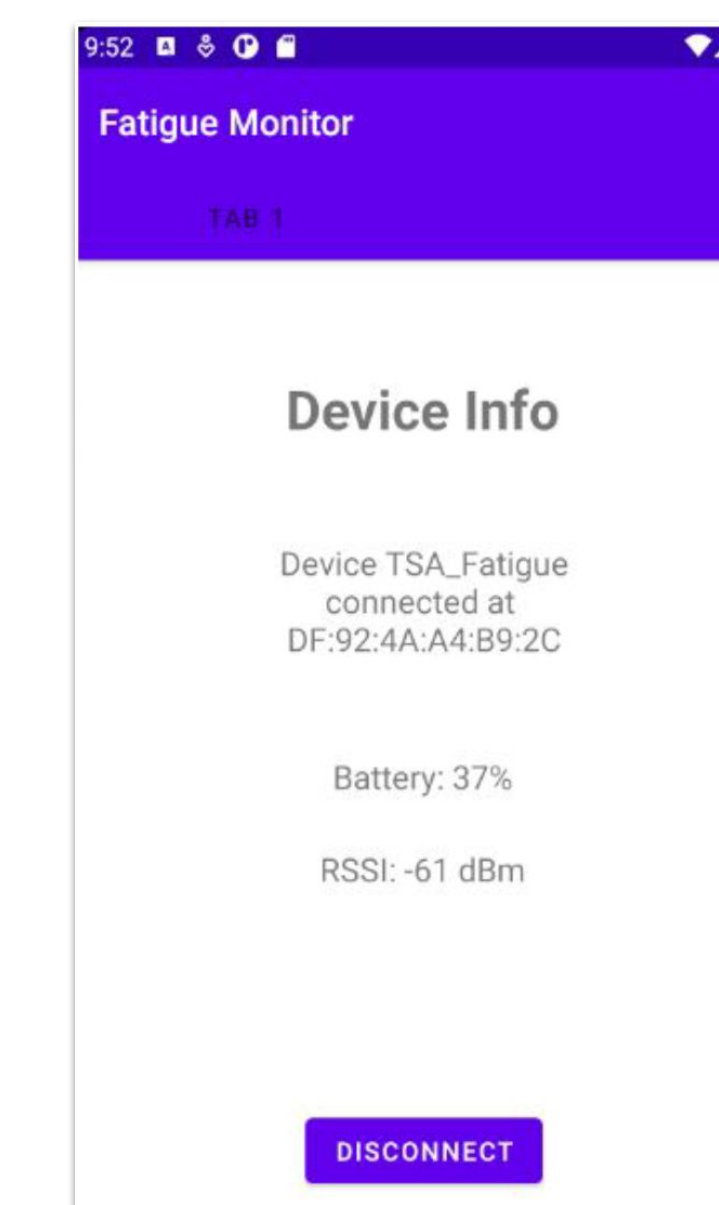 9:52
Fatigue Monitor
TAB 1
Device Info
Device TSA_Fatigue
connected at
DF:92:4A:A4:B9:2C
Battery: 37%
RSSI: -61 dBm
DISCONNECT